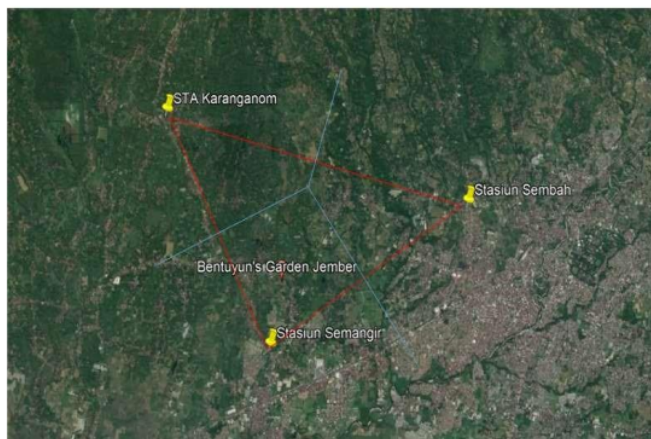 STA Karanganom
Stasiun Sembah
Bentuyun's Garden Jember
Stasiun Semangir